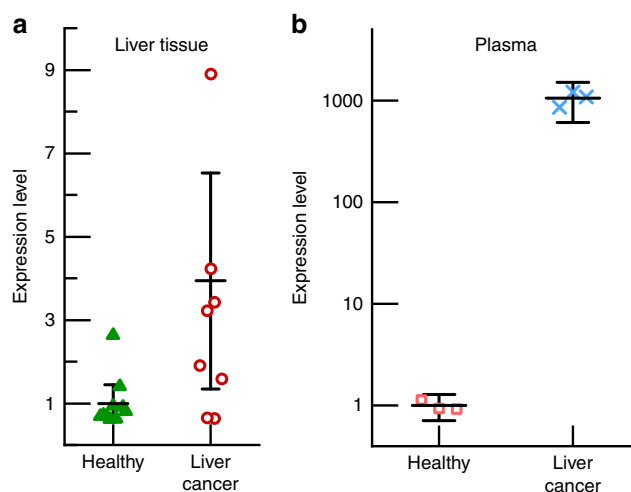 a
Liver tissue
Expression level
9
7
5
3
1
Healthy
Liver
cancer
b
Plasma
Expression level
1000
100
10
1
Healthy
Liver
cancer